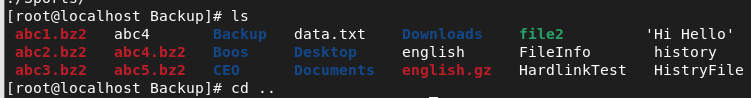 ./Sports/
[root@localhost Backup]# ls
abc1.bz2 abc4 Backup data.txt Downloads file2 'Hi Hello'
abc2.bz2 abc4.bz2 Boos Desktop english FileInfo history
abc3.bz2 abc5.bz2 CEO Documents english.gz HardlinkTest HistryFile
[root@localhost Backup]# cd ..